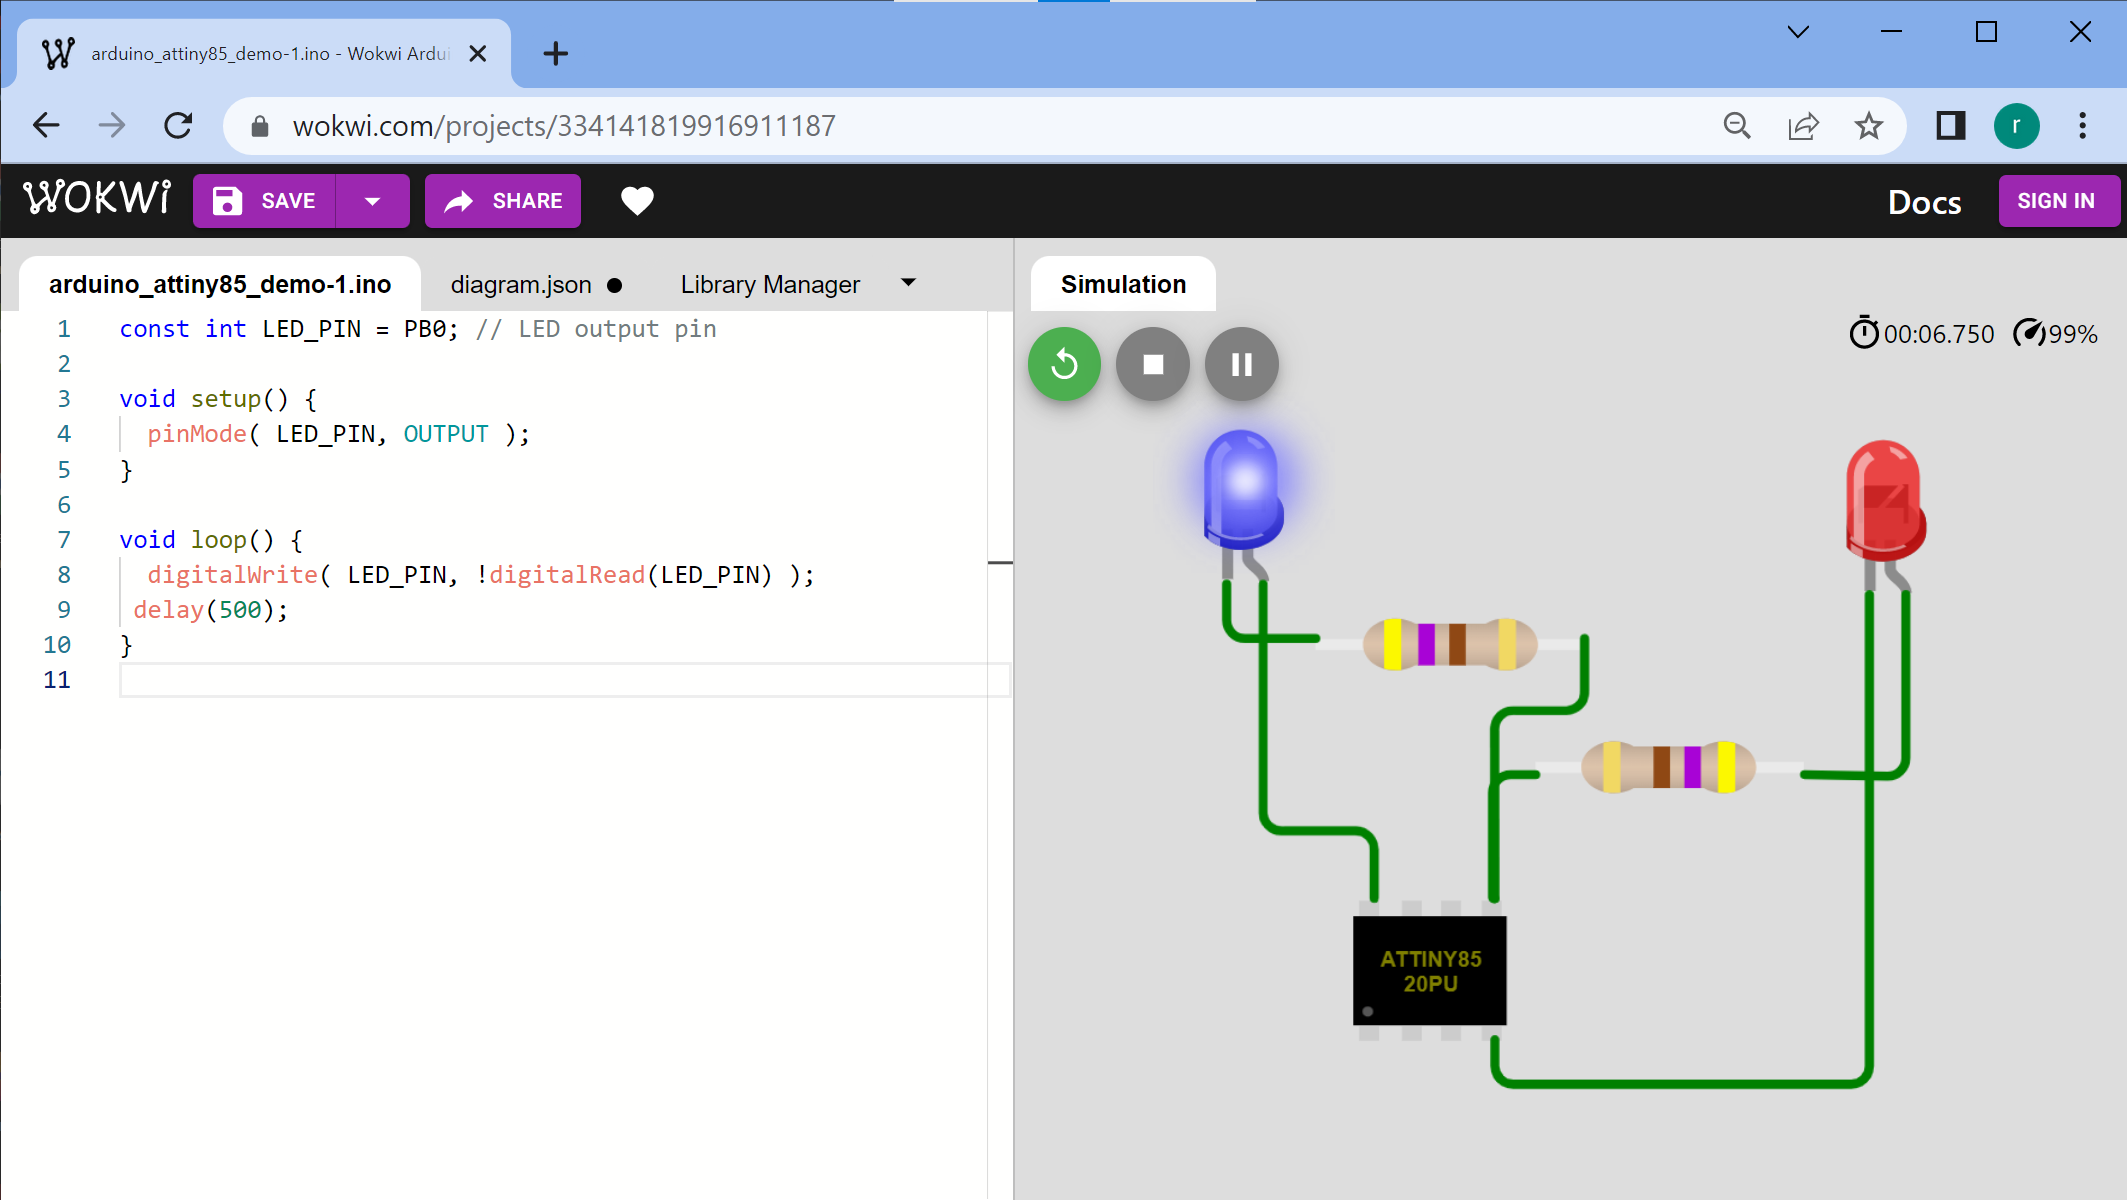 arduino_attiny85_demo-1.ino - Wokwi Ardui
wokwi.com/projects/334141819916911187
r
WOKWi
SAVE
SHARE
Docs
SIGN IN
arduino_attiny85_demo-1.ino
diagram.json
Library Manager
Simulation
1 const int LED_PIN = PB0; // LED output pin
2
3 void setup() {
4 pinMode( LED_PIN, OUTPUT );
5 }
6
7 void loop() {
8 digitalWrite( LED_PIN, !digitalRead(LED_PIN) );
9 delay(500);
10 }
11
00:06.750
99%
ATTINY85
20PU